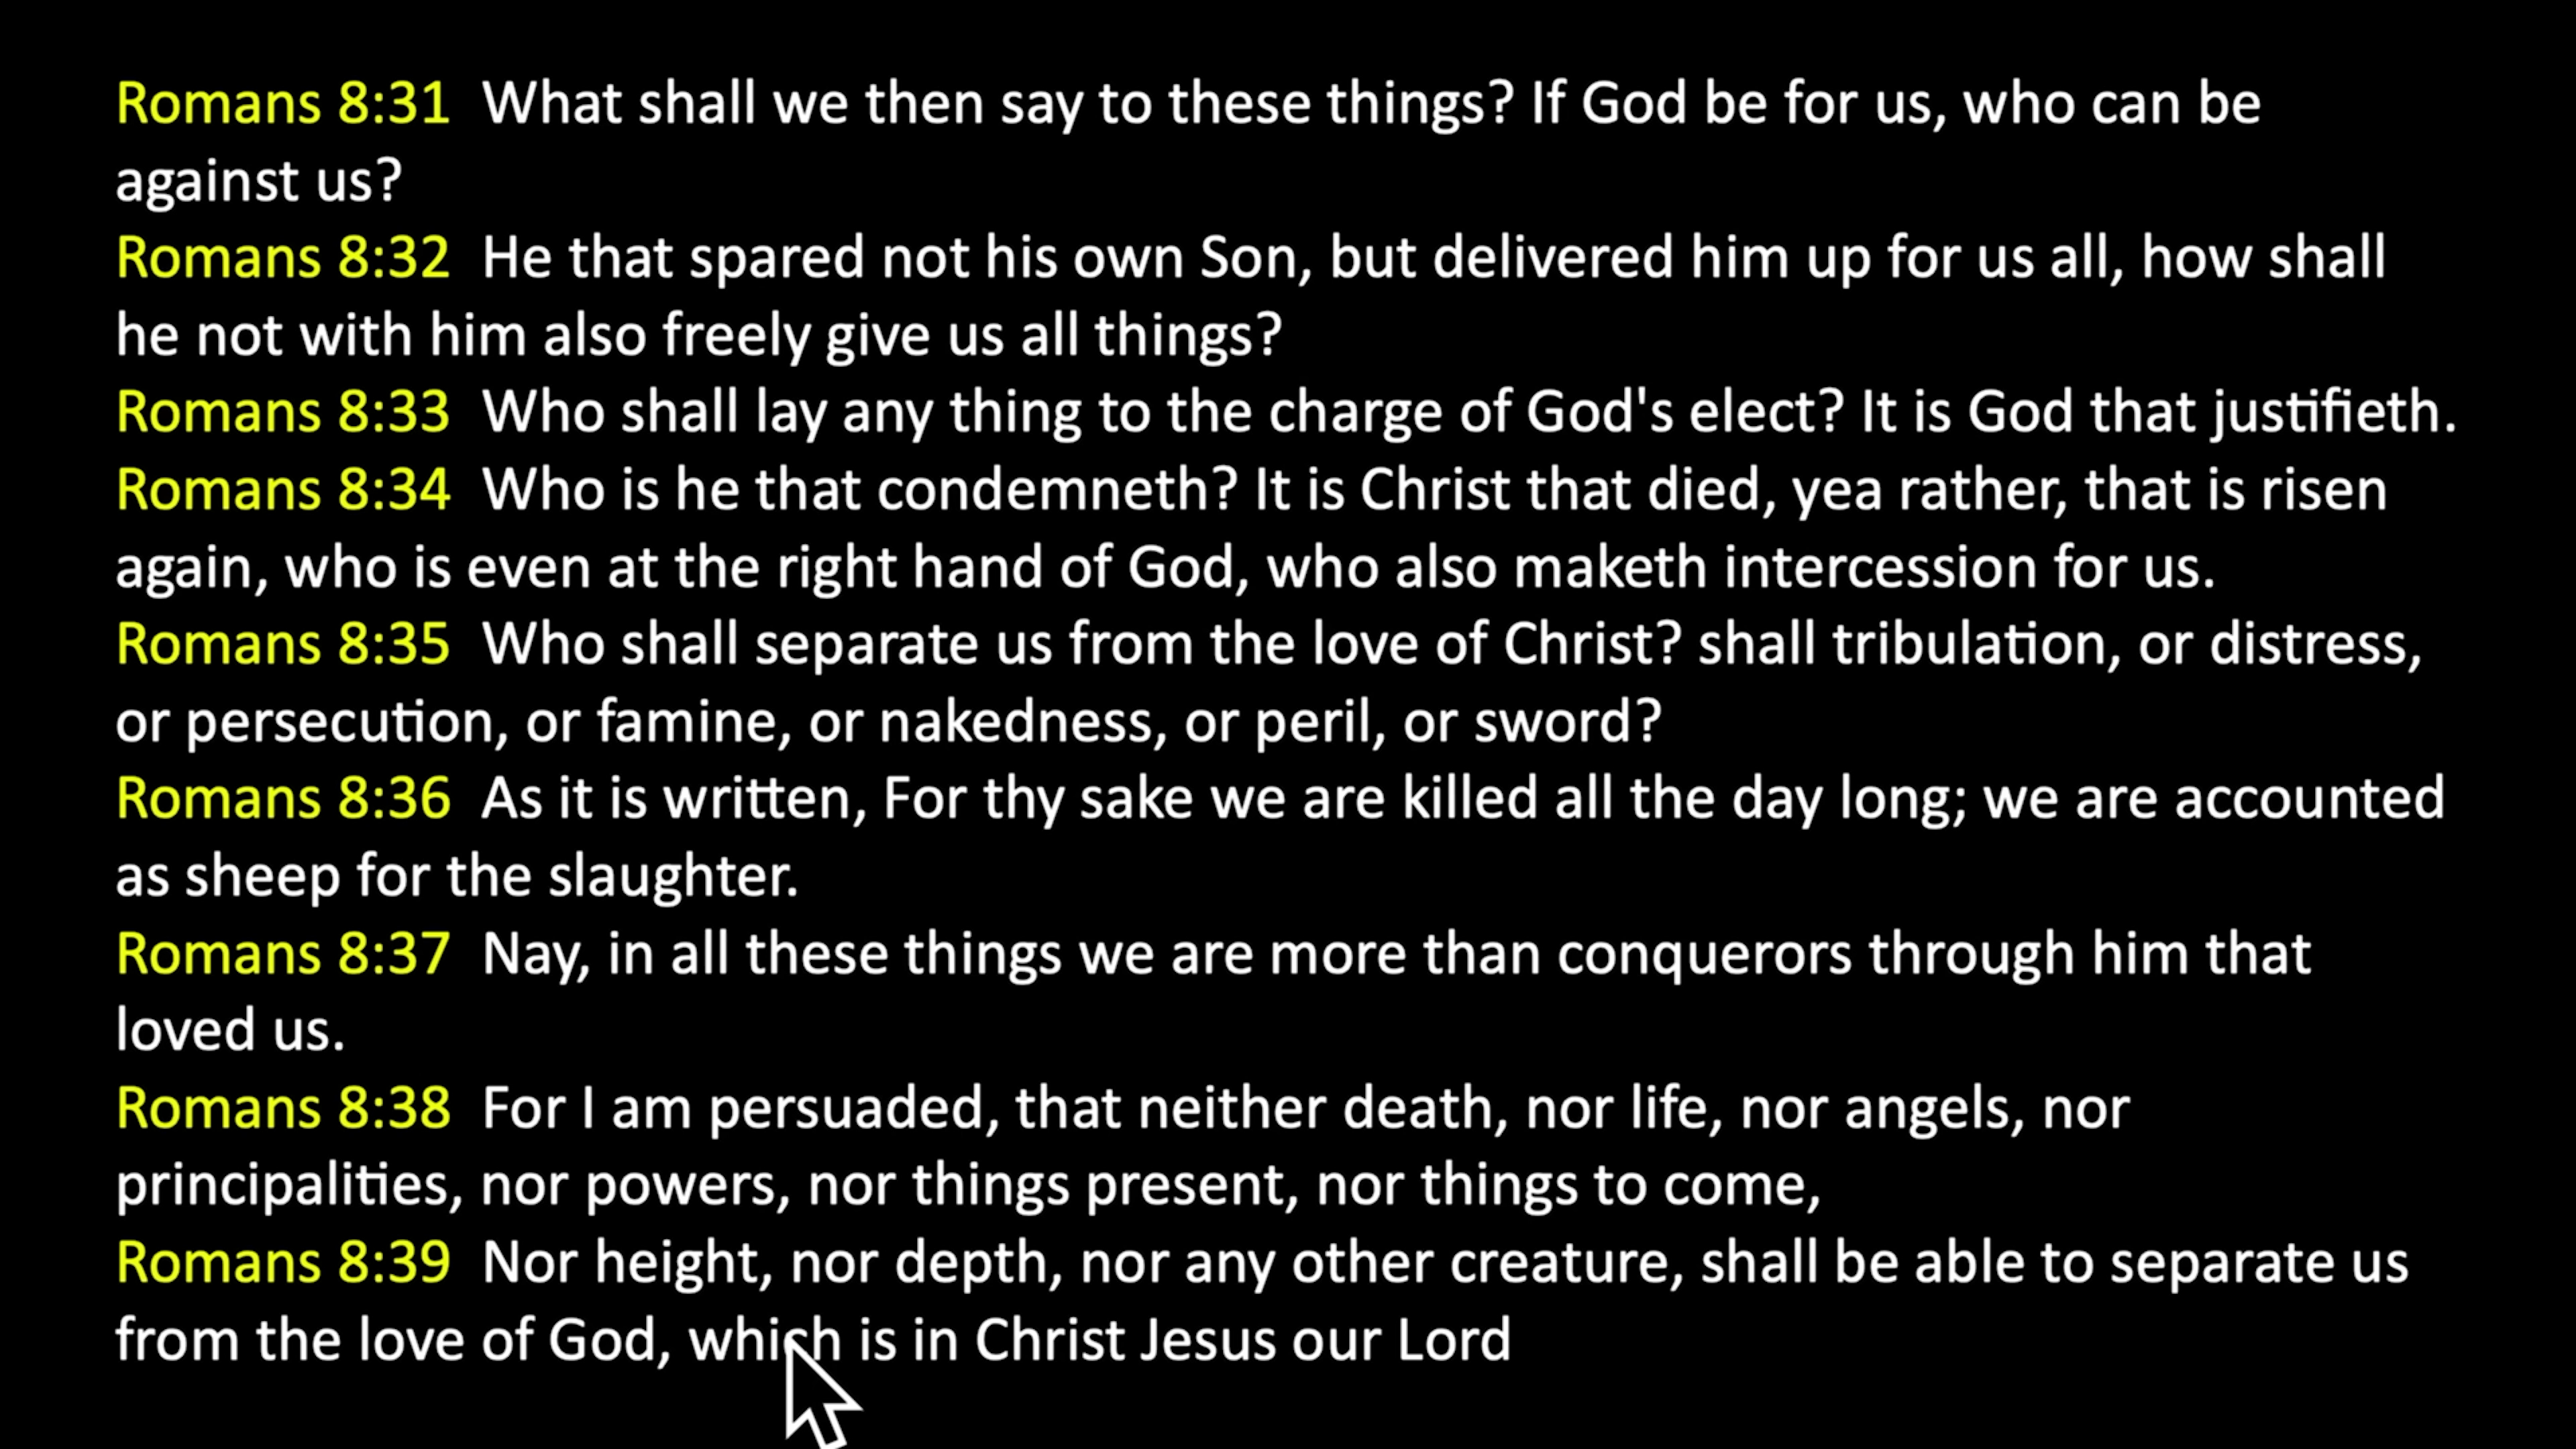 Romans 8:31  What shall we then say to these things? If God be for us, who can be
against us?
Romans 8:32  He that spared not his own Son, but delivered him up for us all, how shall
he not with him also freely give us all things?
Romans 8:33  Who shall lay any thing to the charge of God's elect? It is God that justifieth.
Romans 8:34  Who is he that condemneth? It is Christ that died, yea rather, that is risen
again, who is even at the right hand of God, who also maketh intercession for us.
Romans 8:35  Who shall separate us from the love of Christ? shall tribulation, or distress,
or persecution, or famine, or nakedness, or peril, or sword?
Romans 8:36  As it is written, For thy sake we are killed all the day long; we are accounted
as sheep for the slaughter.
Romans 8:37  Nay, in all these things we are more than conquerors through him that
loved us.
Romans 8:38  For I am persuaded, that neither death, nor life, nor angels, nor
principalities, nor powers, nor things present, nor things to come,
Romans 8:39  Nor height, nor depth, nor any other creature, shall be able to separate us
from the love of God, which is in Christ Jesus our Lord